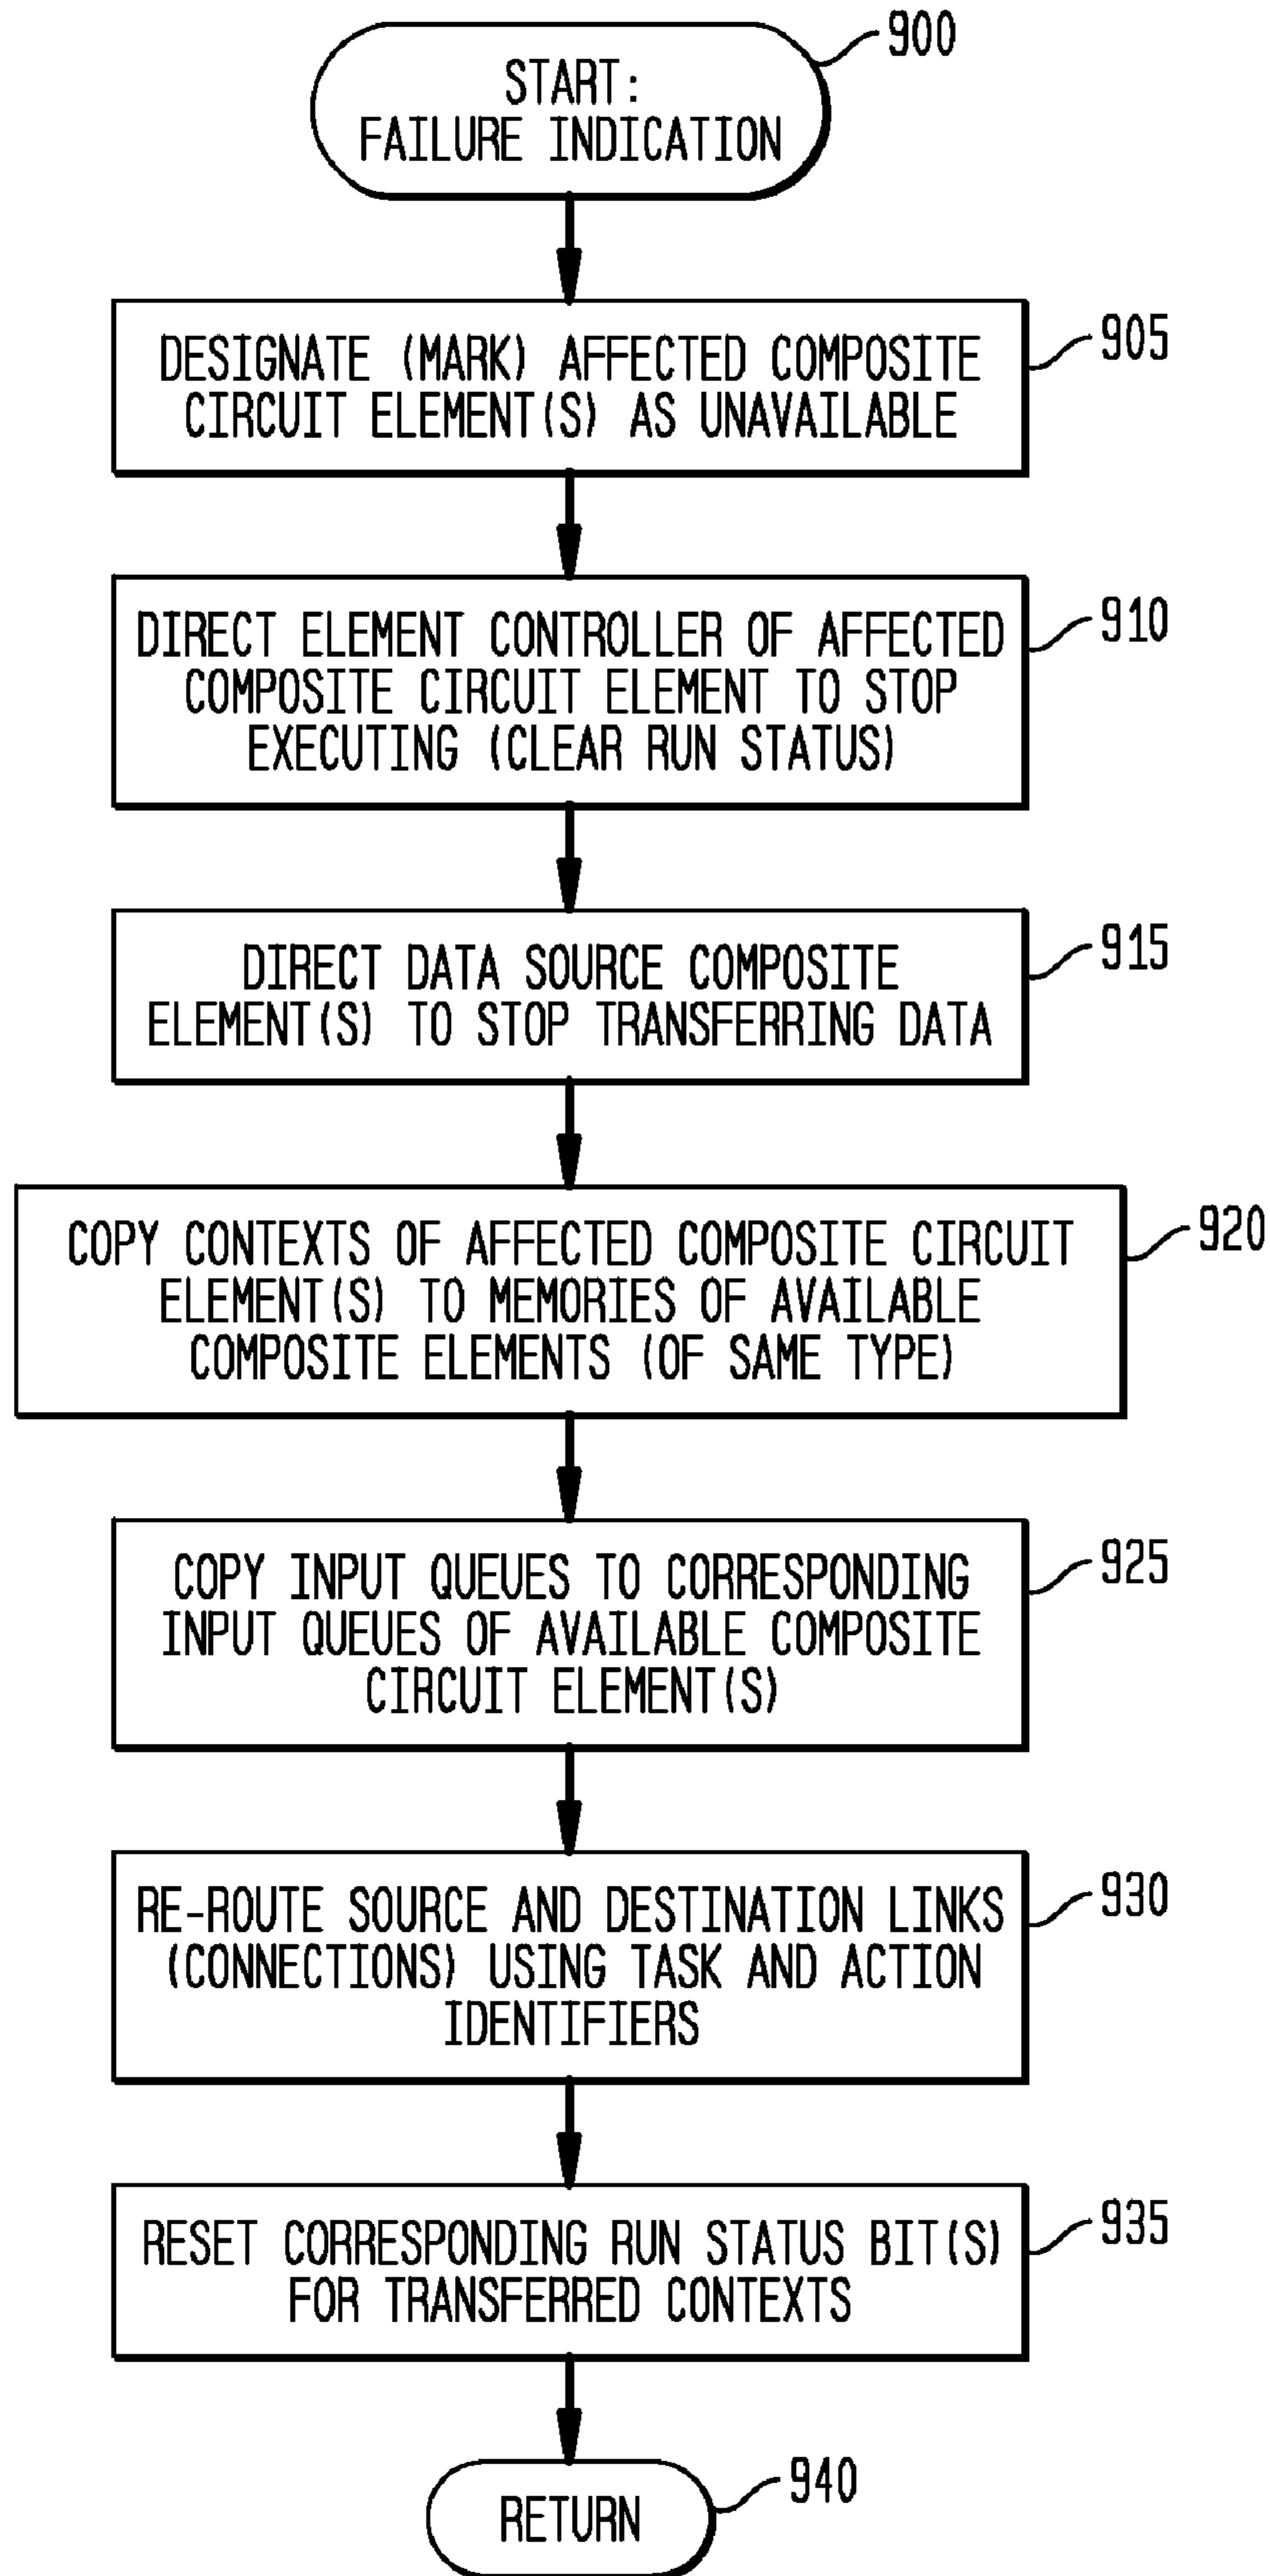 900
START:
FAILURE INDICATION
905
DESIGNATE (MARK) AFFECTED COMPOSITE
CIRCUIT ELEMENT(S) AS UNAVAILABLE
910
DIRECT ELEMENT CONTROLLER OF AFFECTED
COMPOSITE CIRCUIT ELEMENT TO STOP
EXECUTING (CLEAR RUN STATUS)
915
DIRECT DATA SOURCE COMPOSITE
ELEMENT(S) TO STOP TRANSFERRING DATA
920
COPY CONTEXTS OF AFFECTED COMPOSITE CIRCUIT
ELEMENT(S) TO MEMORIES OF AVAILABLE
COMPOSITE ELEMENTS (OF SAME TYPE)
925
COPY INPUT QUEUES TO CORRESPONDING
INPUT QUEUES OF AVAILABLE COMPOSITE
CIRCUIT ELEMENT(S)
930
RE-ROUTE SOURCE AND DESTINATION LINKS
(CONNECTIONS) USING TASK AND ACTION
IDENTIFIERS
935
RESET CORRESPONDING RUN STATUS BIT(S)
FOR TRANSFERRED CONTEXTS
940
RETURN